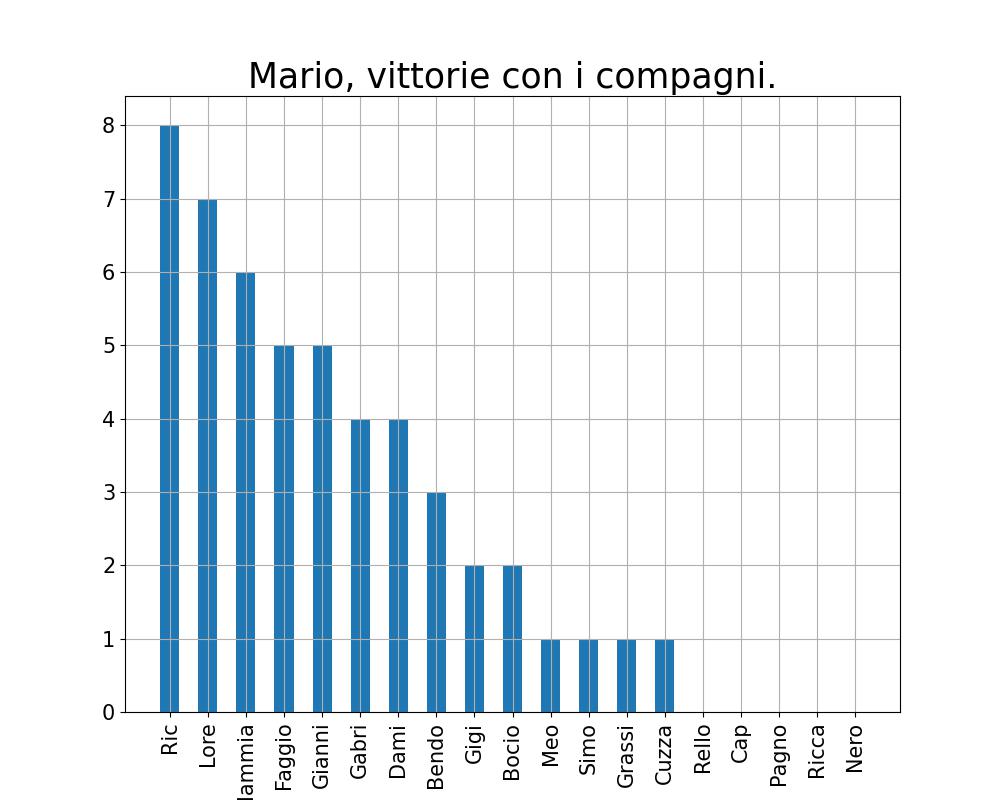 Mario, vittorie con i compagni.
8
7
6
5
4
3
2
1
0
Ric
Lore
Faggio
Gianni
Gabri
Dami
Bendo
Gigi
Bocio
Meo
Simo
Grassi
Cuzza
Rello
Cap
Pagno
Ricca
Nero